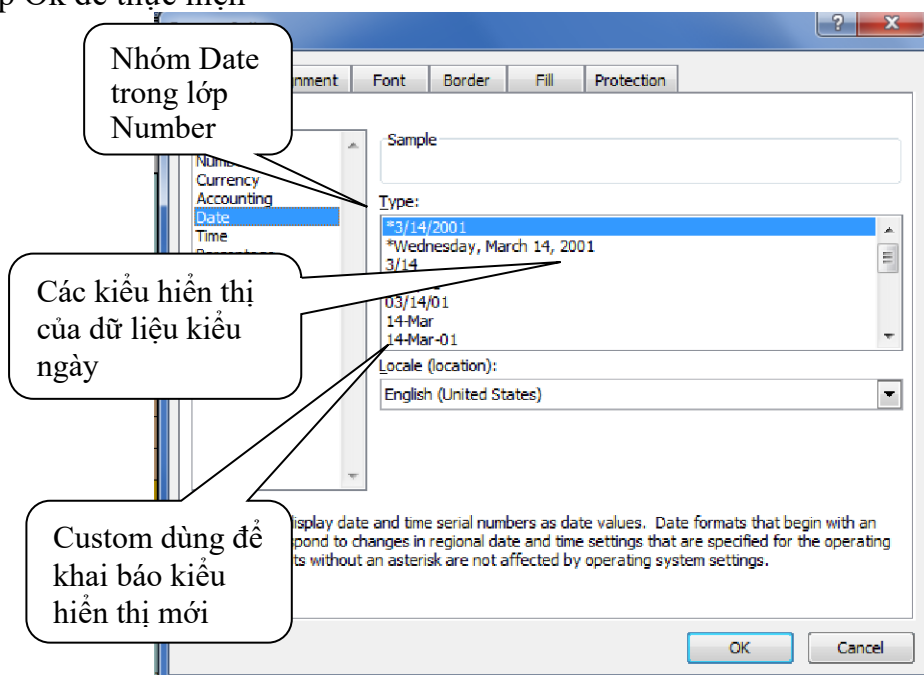 Ok để thực hiện
Nhóm Date
trong lớp
Number
Font
Border
Fill
Protection
Sample
Currency
Accounting
Date
Time
Type:
*3/14/2001
*Wednesday, March 14, 2001
3/14
03/14/01
14-Mar
14-Mar-01
Các kiểu hiển thị
của dữ liệu kiểu
ngày
Locale (location):
English (United States)
date and time serial numbers as date values. Date formats that begin with an
to changes in regional date and time settings that are specified for the operating
without an asterisk are not affected by operating system settings.
Custom dùng để
khai báo kiểu
hiển thị mới
OK
Cancel